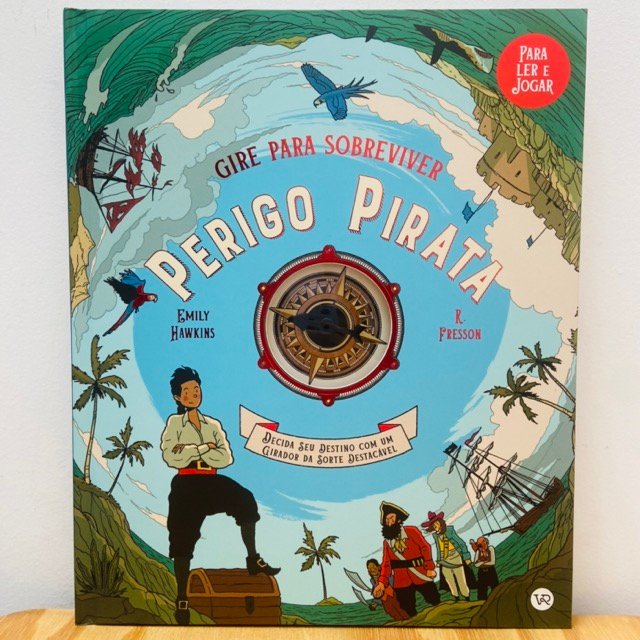 PARA
LER E
JOGAR
GIRE PARA SOBREVIVER
PERIGO PIRATA
EMILY
HAWKINS
R.
FRESSON
DECIDA SEU DESTINO COM UM
GIRADOR DA SORTE DESTACÁVEL
VR